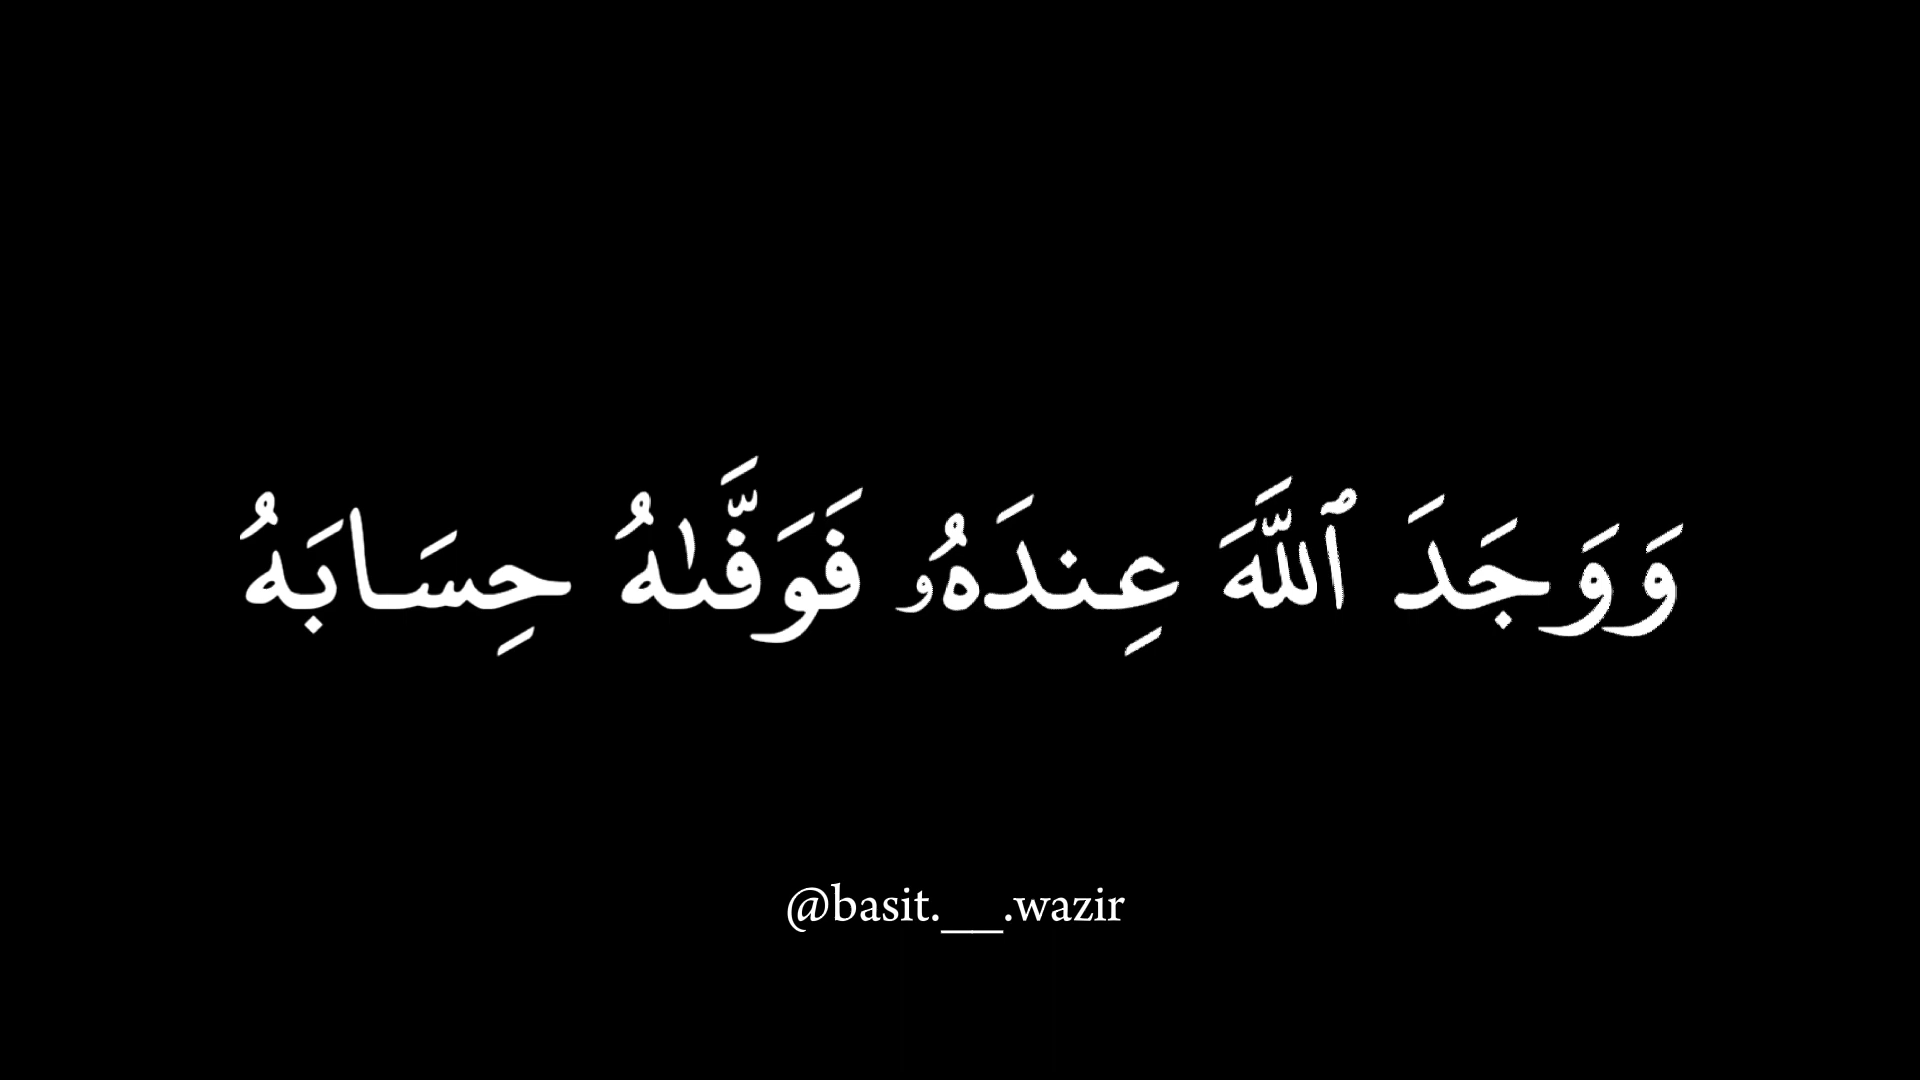 وَوَجَدَ ٱللَّهَ عِندَهُۥ فَوَفَّىٰهُ حِسَابَهُ
@basit.__.wazir